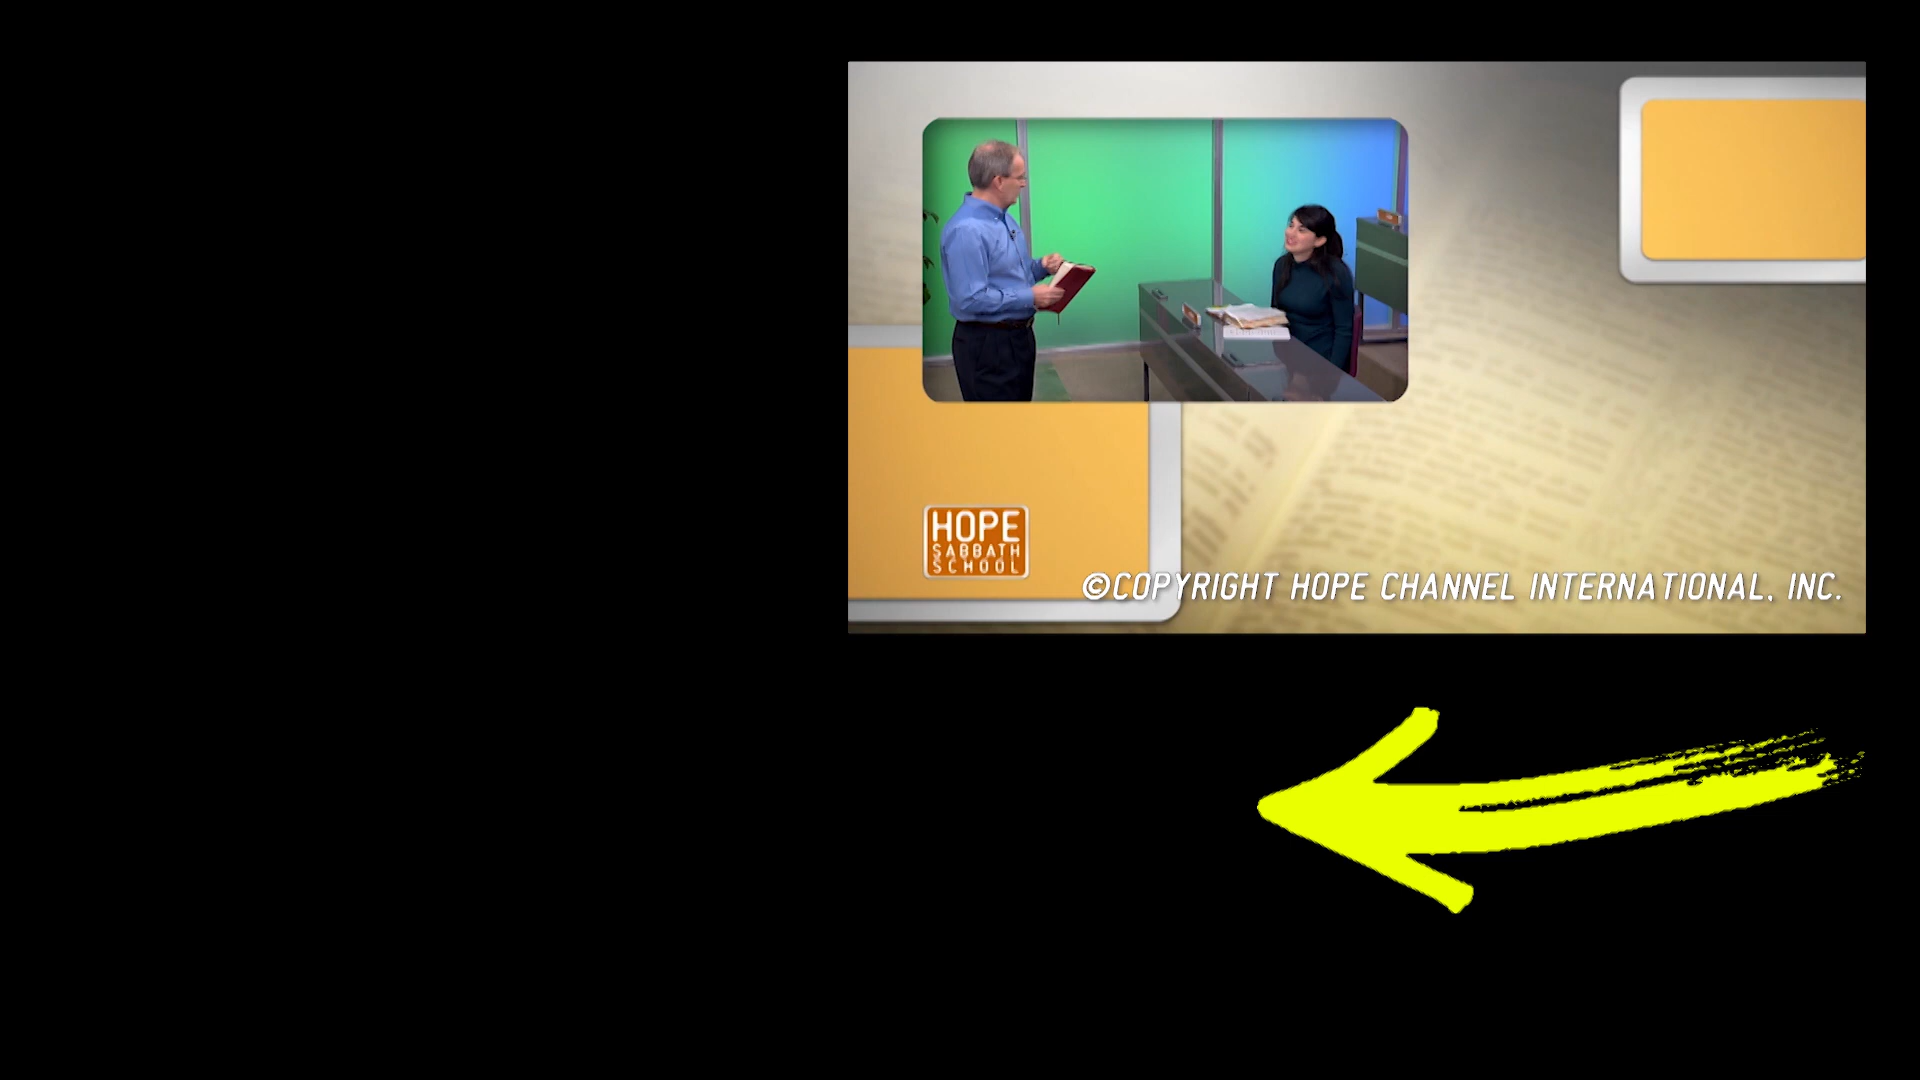 HOPE
SABBATH
SCHOOL
©COPYRIGHT HOPE CHANNEL INTERNATIONAL, INC.